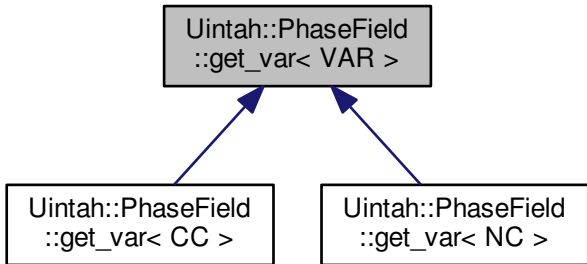 Uintah::PhaseField
::get_var< VAR >
Uintah::PhaseField
::get_var< CC >
Uintah::PhaseField
::get_var< NC >